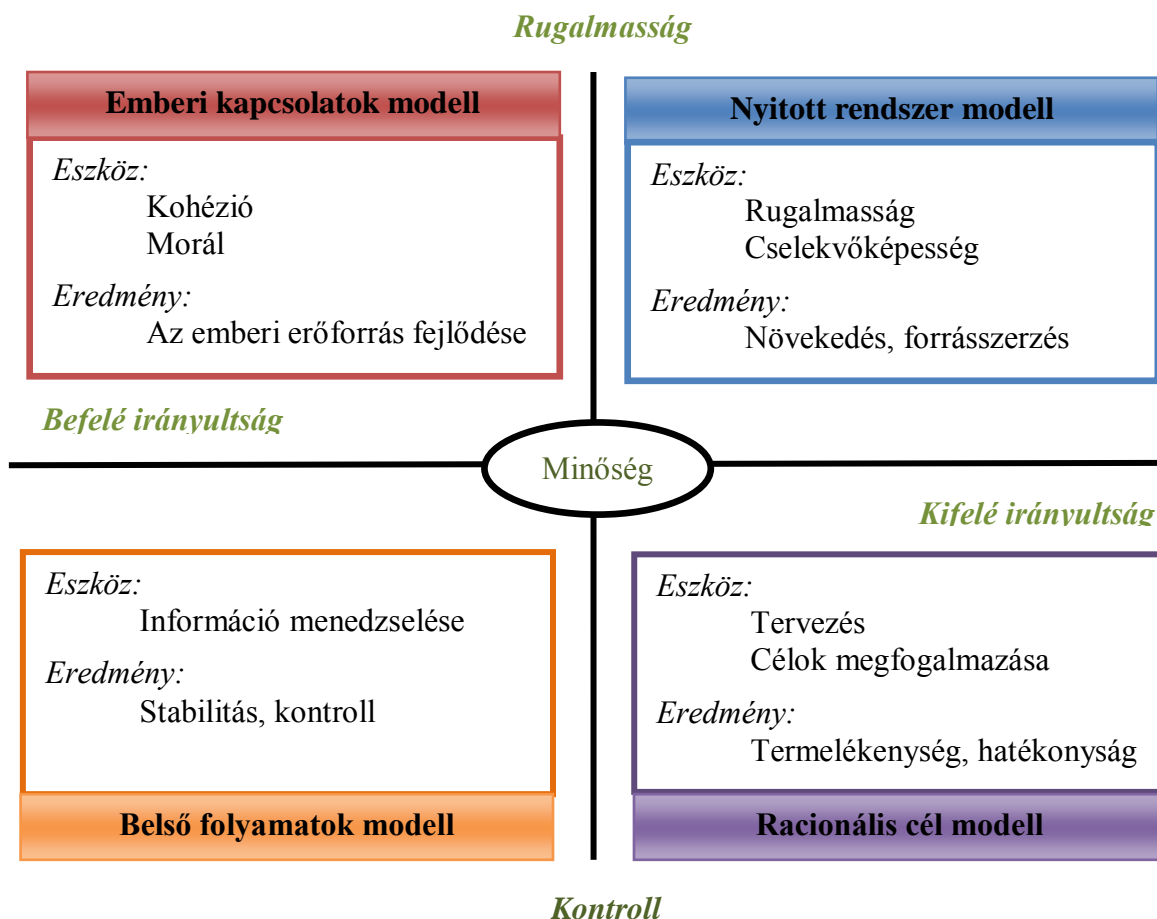 Rugalmasság
Emberi kapcsolatok modell
Eszköz:
Kohézió
Morál
Eredmény:
Az emberi erőforrás fejlődése
Nyitott rendszer modell
Eszköz:
Rugalmasság
Cselekvőképesség
Eredmény:
Növekedés, forrásszerzés
Befelé irányultság
Minőség
Kifelé irányultság
Eszköz:
Információ menedzselése
Eredmény:
Stabilitás, kontroll
Belső folyamatok modell
Eszköz:
Tervezés
Célok megfogalmazása
Eredmény:
Termelékenység, hatékonyság
Racionális cél modell
Kontroll